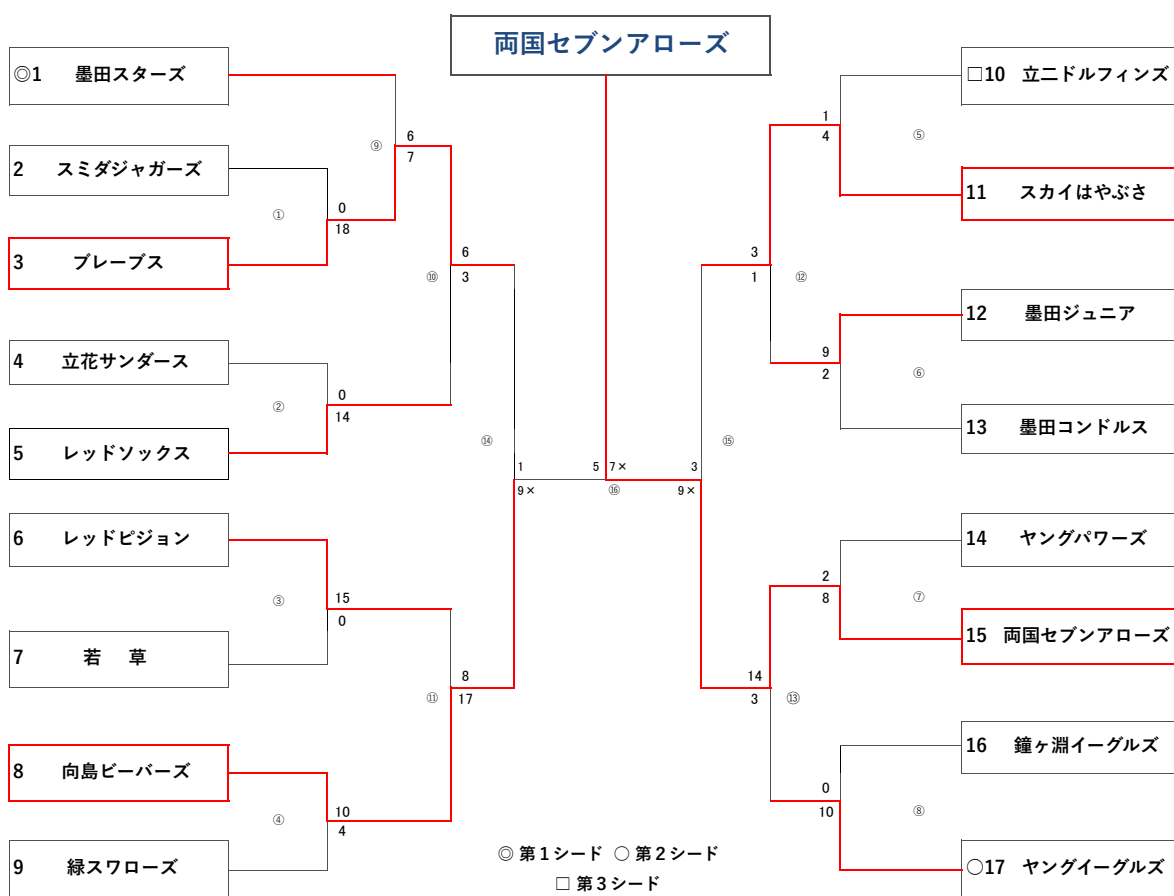 両国セブンアローズ
◎1 墨田スターズ
2 スミダジャガーズ
3 ブレーブス
4 立花サンダース
5 レッドソックス
6 レッドピジョン
7 若 草
8 向島ビーバーズ
9 緑スワローズ
① 0
18
② 0
14
③ 15
0
④ 10
4
⑨ 6
7
⑩ 6
3
⑪ 8
17
⑭ 1
9×
5 7×
⑯
⑮ 3
9×
3
1 ⑫
14
3 ⑬
1
4 ⑤
9
2 ⑥
2
8 ⑦
0
10 ⑧
□10 立二ドルフィンズ
11 スカイはやぶさ
12 墨田ジュニア
13 墨田コンドルス
14 ヤングパワーズ
15 両国セブンアローズ
16 鐘ヶ淵イーグルズ
○17 ヤングイーグルズ
◎ 第1シード ○ 第2シード
□ 第3シード